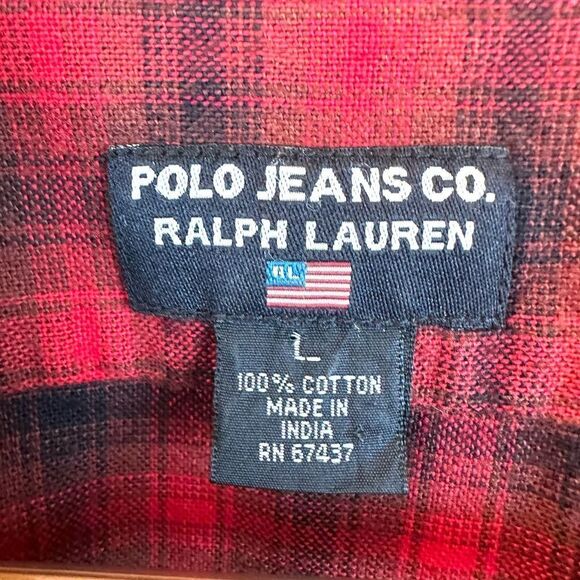 POLO JEANS CO.
RALPH LAUREN
RL
L
100% COTTON
MADE IN
INDIA
RN 67437